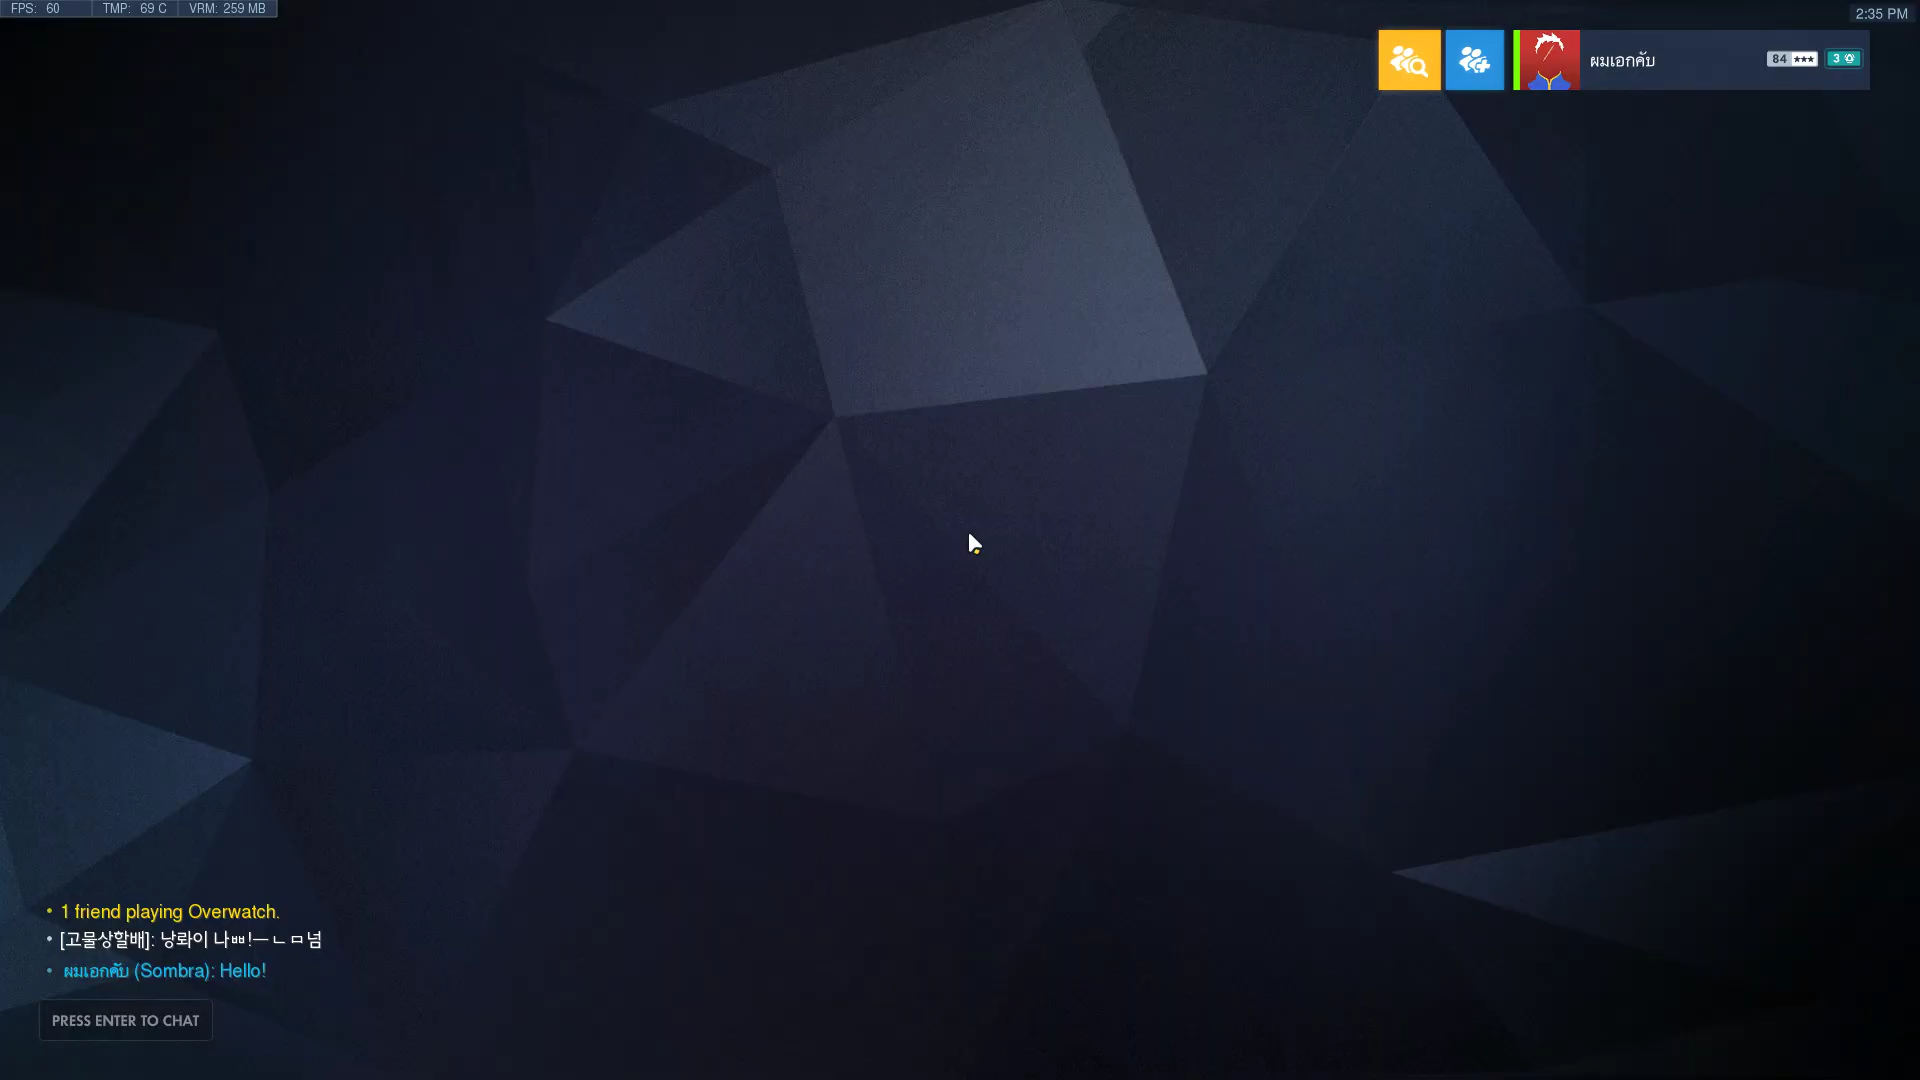 FPS: 60 TMP: 69 C VRM: 259 MB
2:35 PM
ผมเอกคับ 84 3
• 1 friend playing Overwatch.
• [고물상할배]: 낭롸이 나ㅃ!ㅡㄴㅁ넘
• ผมเอกคับ (Sombra): Hello!
PRESS ENTER TO CHAT